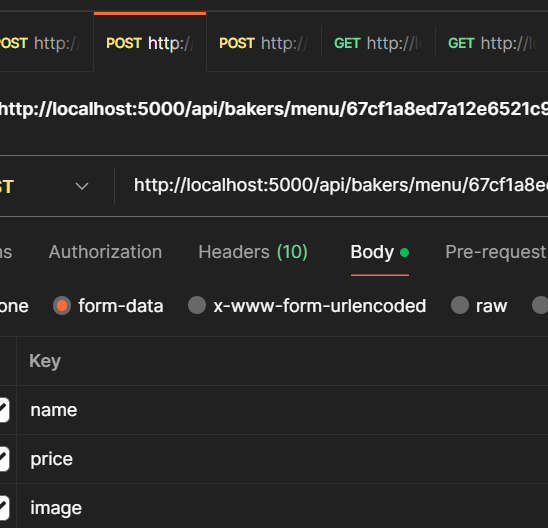 POST http:/ POST http:/ POST http:/ GET http://l GET http://l
http://localhost:5000/api/bakers/menu/67cf1a8ed7a12e6521c9
ST http://localhost:5000/api/bakers/menu/67cf1a8e
ns Authorization Headers (10) Body Pre-request
one form-data x-www-form-urlencoded raw
Key
name
price
image